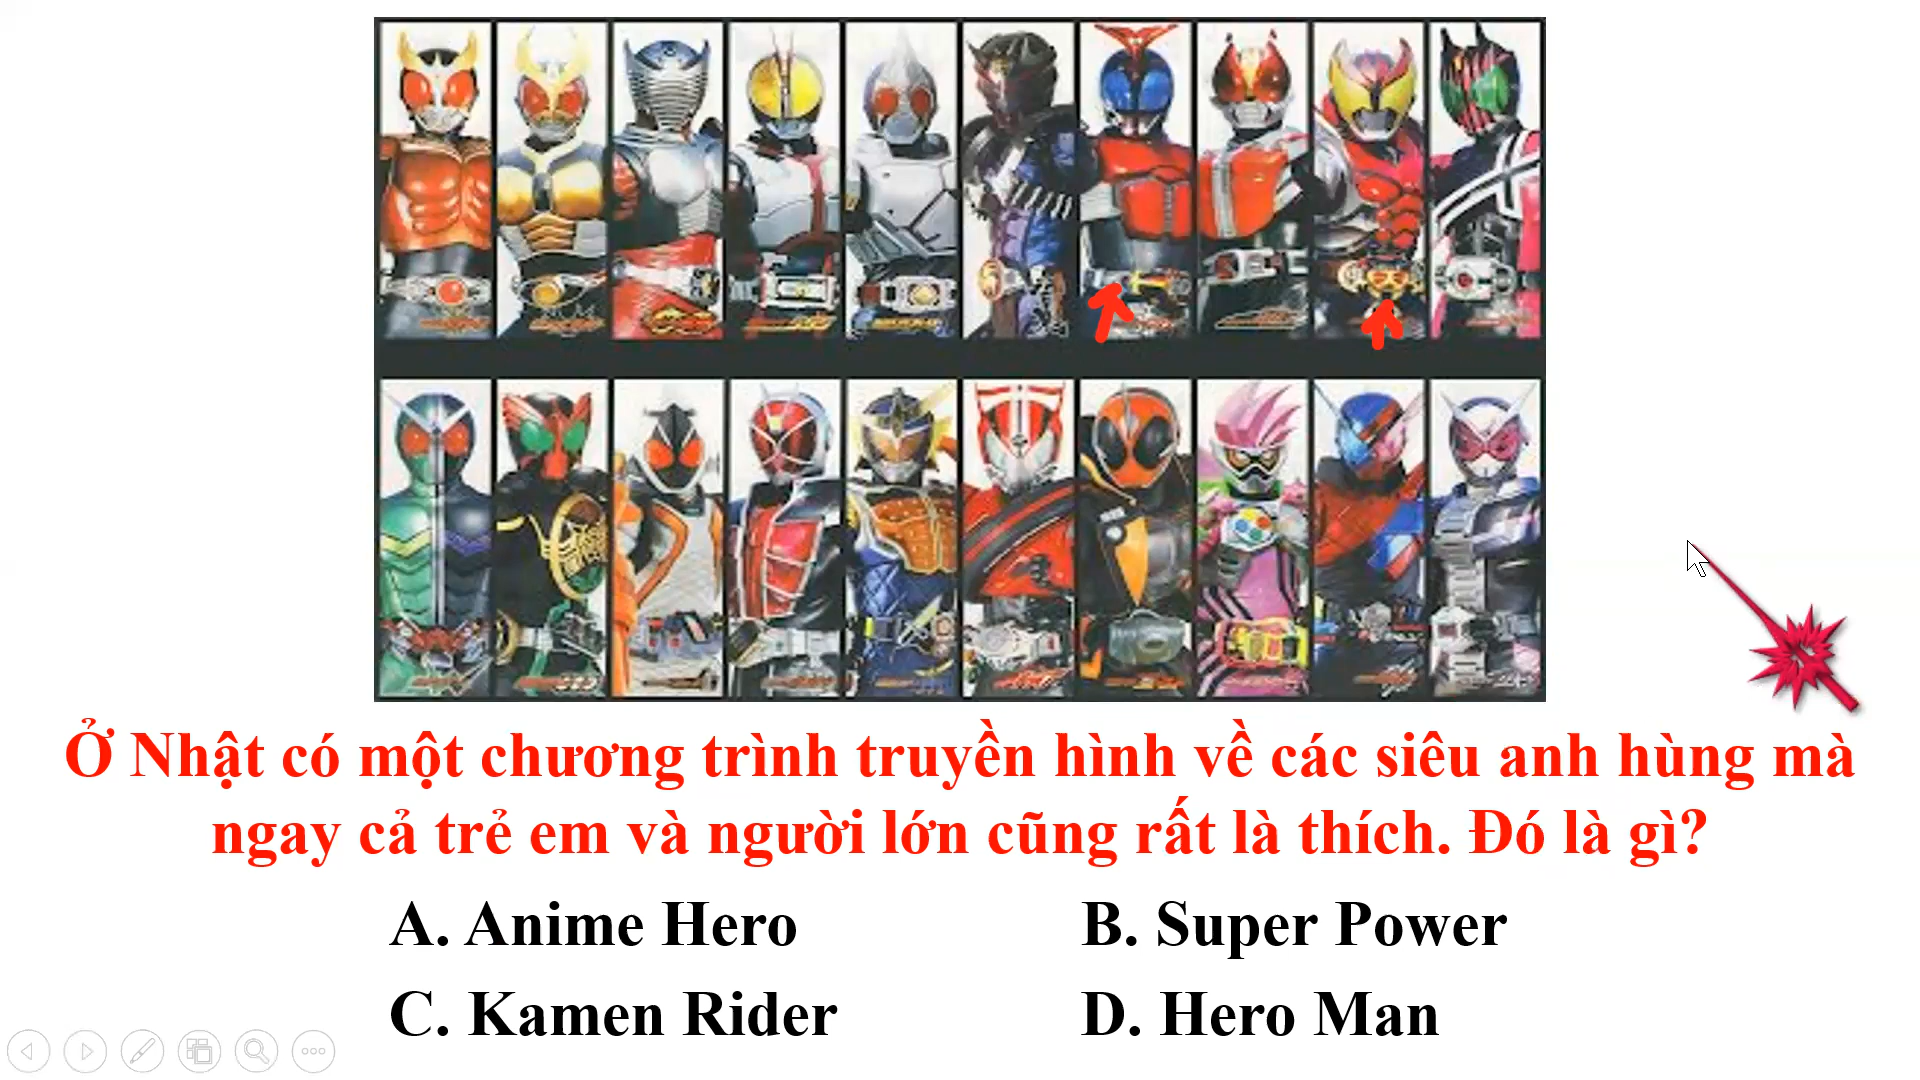 Ở Nhật có một chương trình truyền hình về các siêu anh hùng mà
ngay cả trẻ em và người lớn cũng rất là thích. Đó là gì?
A. Anime Hero
B. Super Power
C. Kamen Rider
D. Hero Man